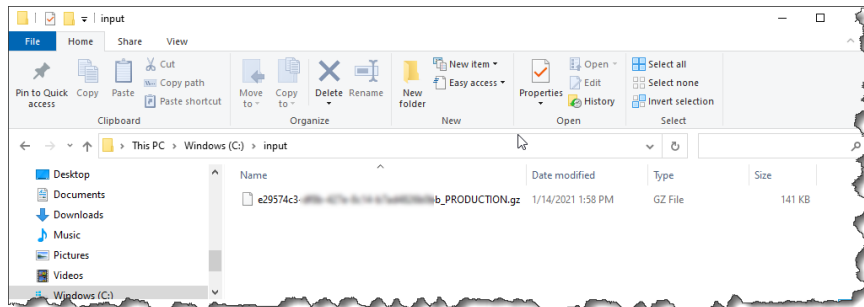 input
File Home Share View
Pin to Quick access
Copy
Paste
Cut
Copy path
Paste shortcut
Clipboard
Move to
Copy to
Delete
Rename
Organize
New folder
New item
Easy access
New
Properties
Open
Edit
History
Open
Select all
Select none
Invert selection
Select
This PC > Windows (C:) > input
Desktop
Documents
Downloads
Music
Pictures
Videos
Windows (C:)
Name Date modified Type Size
e29574c3- b_PRODUCTION.gz 1/14/2021 1:58 PM GZ File 141 KB